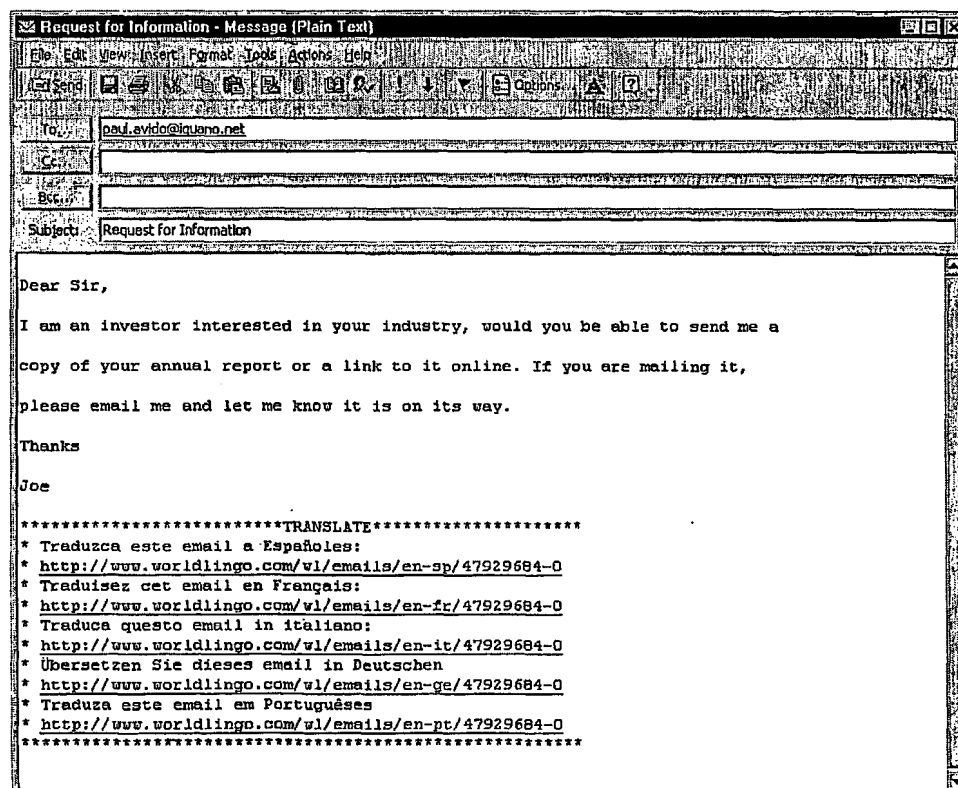 Request for Information - Message (Plain Text)
File Edit View Insert Format Tools Actions Help
Send Options...
To... paul.avido@iquano.net
Cc...
Bcc...
Subject: Request for Information
Dear Sir,
I am an investor interested in your industry, would you be able to send me a
copy of your annual report or a link to it online. If you are mailing it,
please email me and let me know it is on its way.
Thanks
Joe
**************************TRANSLATE*********************
* Traduzca este email a Españoles:
* http://www.worldlingo.com/wl/emails/en-sp/47929684-0
* Traduisez cet email en Français:
* http://www.worldlingo.com/wl/emails/en-fr/47929684-0
* Traduca questo email in italiano:
* http://www.worldlingo.com/wl/emails/en-it/47929684-0
* Übersetzen Sie dieses email in Deutschen
* http://www.worldlingo.com/wl/emails/en-ge/47929684-0
* Traduza este email em Portuguêses
* http://www.worldlingo.com/wl/emails/en-pt/47929684-0
********************************************************